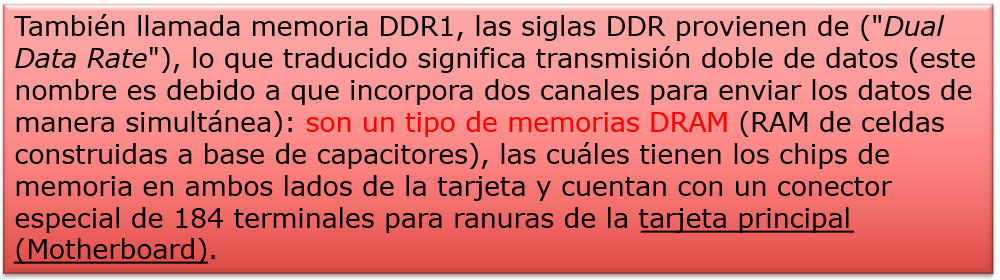 También llamada memoria DDR1, las siglas DDR provienen de ("Dual
Data Rate"), lo que traducido significa transmisión doble de datos (este
nombre es debido a que incorpora dos canales para enviar los datos de
manera simultánea): son un tipo de memorias DRAM (RAM de celdas
construidas a base de capacitores), las cuáles tienen los chips de
memoria en ambos lados de la tarjeta y cuentan con un conector
especial de 184 terminales para ranuras de la tarjeta principal
(Motherboard).